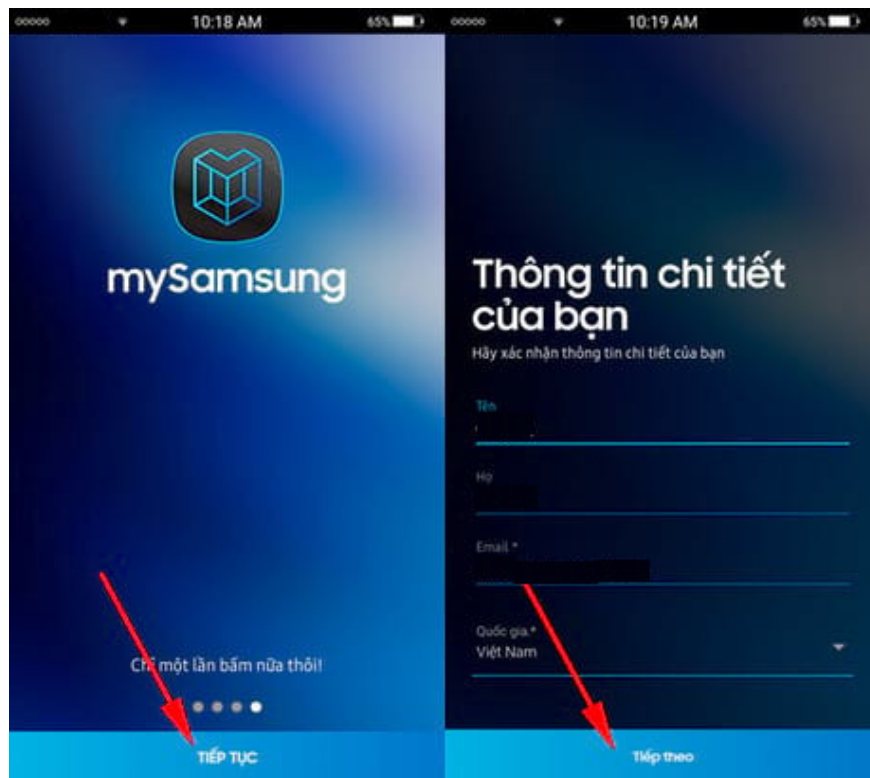 10:18 AM
65%
mySamsung
Chỉ một lần bấm nữa thôi!
TIẾP TỤC
10:19 AM
65%
Thông tin chi tiết
của bạn
Hãy xác nhận thông tin chi tiết của bạn
Tên
Họ
Email *
Quốc gia.*
Việt Nam
Tiếp theo